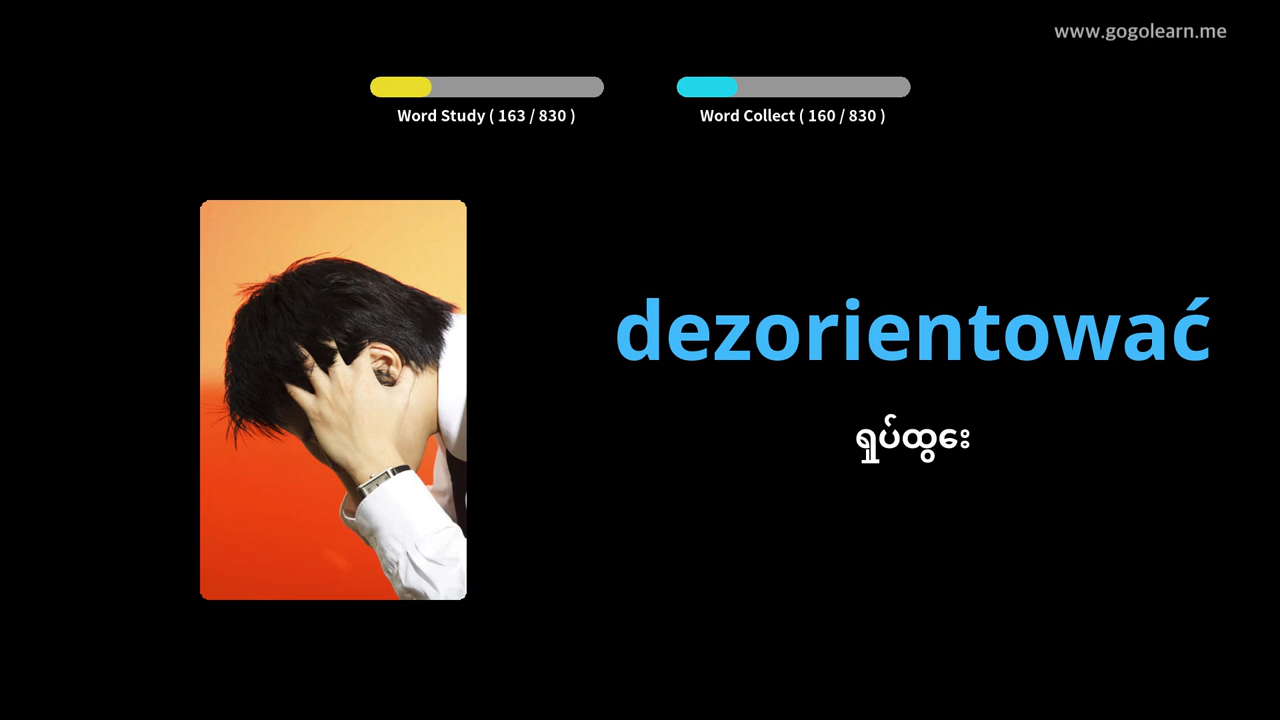 www.gogolearn.me
Word Study ( 163 / 830 )
Word Collect ( 160 / 830 )
dezorientować
ရှုပ်ထွေး